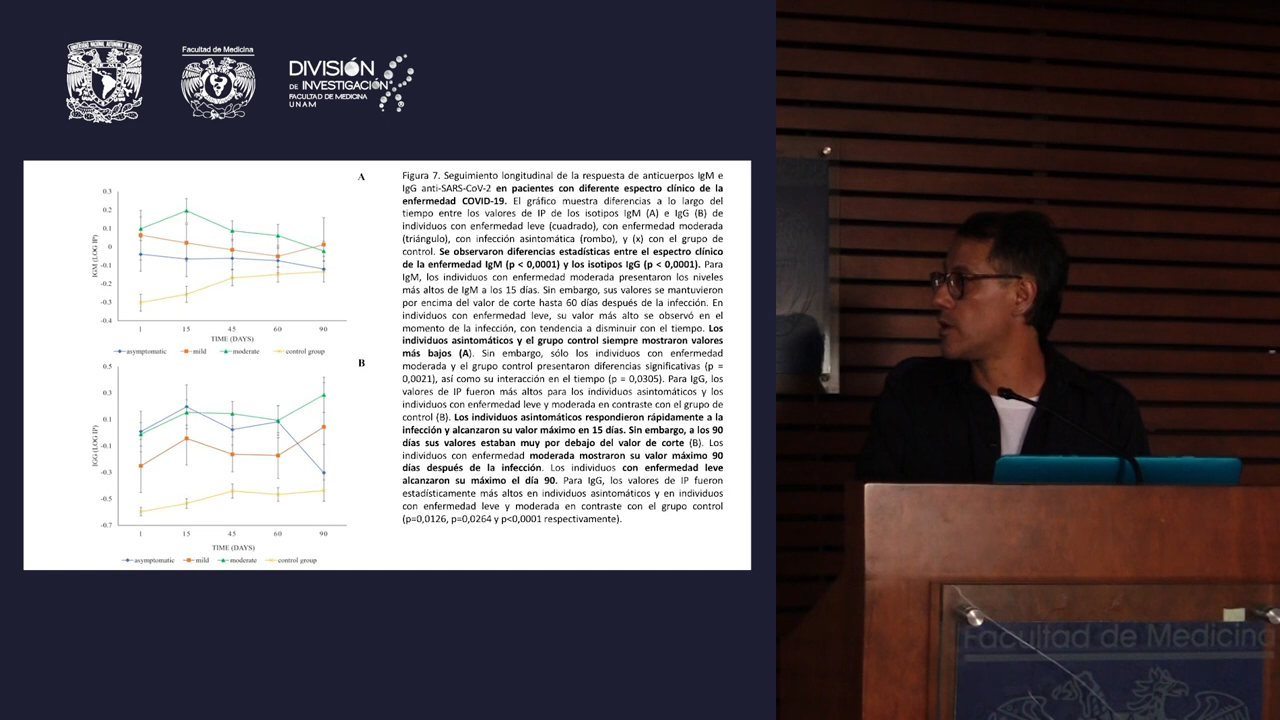 UNIVERSIDAD NACIONAL AUTÓNOMA DE MÉXICO
Facultad de Medicina
DIVISIÓN
DE INVESTIGACIÓN
FACULTAD DE MEDICINA
UNAM
A
IGM (LOG IP)
0.3
0.2
0.1
0
-0.1
-0.2
-0.3
-0.4
1 15 45 60 90
TIME (DAYS)
asymptomatic mild moderate control group
B
IGG (LOG IP)
0.5
0.3
0.1
-0.1
-0.3
-0.5
-0.7
1 15 45 60 90
TIME (DAYS)
asymptomatic mild moderate control group
Figura 7. Seguimiento longitudinal de la respuesta de anticuerpos IgM e
IgG anti-SARS-CoV-2 en pacientes con diferente espectro clínico de la
enfermedad COVID-19. El gráfico muestra diferencias a lo largo del
tiempo entre los valores de IP de los isotipos IgM (A) e IgG (B) de
individuos con enfermedad leve (cuadrado), con enfermedad moderada
(triángulo), con infección asintomática (rombo), y (x) con el grupo de
control. Se observaron diferencias estadísticas entre el espectro clínico
de la enfermedad IgM (p < 0,0001) y los isotipos IgG (p < 0,0001). Para
IgM, los individuos con enfermedad moderada presentaron los niveles
más altos de IgM a los 15 días. Sin embargo, sus valores se mantuvieron
por encima del valor de corte hasta 60 días después de la infección. En
individuos con enfermedad leve, su valor más alto se observó en el
momento de la infección, con tendencia a disminuir con el tiempo. Los
individuos asintomáticos y el grupo control siempre mostraron valores
más bajos (A). Sin embargo, sólo los individuos con enfermedad
moderada y el grupo control presentaron diferencias significativas (p =
0,0021), así como su interacción en el tiempo (p = 0,0305). Para IgG, los
valores de IP fueron más altos para los individuos asintomáticos y los
individuos con enfermedad leve y moderada en contraste con el grupo de
control (B). Los individuos asintomáticos respondieron rápidamente a la
infección y alcanzaron su valor máximo en 15 días. Sin embargo, a los 90
días sus valores estaban muy por debajo del valor de corte (B). Los
individuos con enfermedad moderada mostraron su valor máximo 90
días después de la infección. Los individuos con enfermedad leve
alcanzaron su máximo el día 90. Para IgG, los valores de IP fueron
estadísticamente más altos en individuos asintomáticos y en individuos
con enfermedad leve y moderada en contraste con el grupo control
(p=0,0126, p=0,0264 y p<0,0001 respectivamente).
Facultad de Medicina